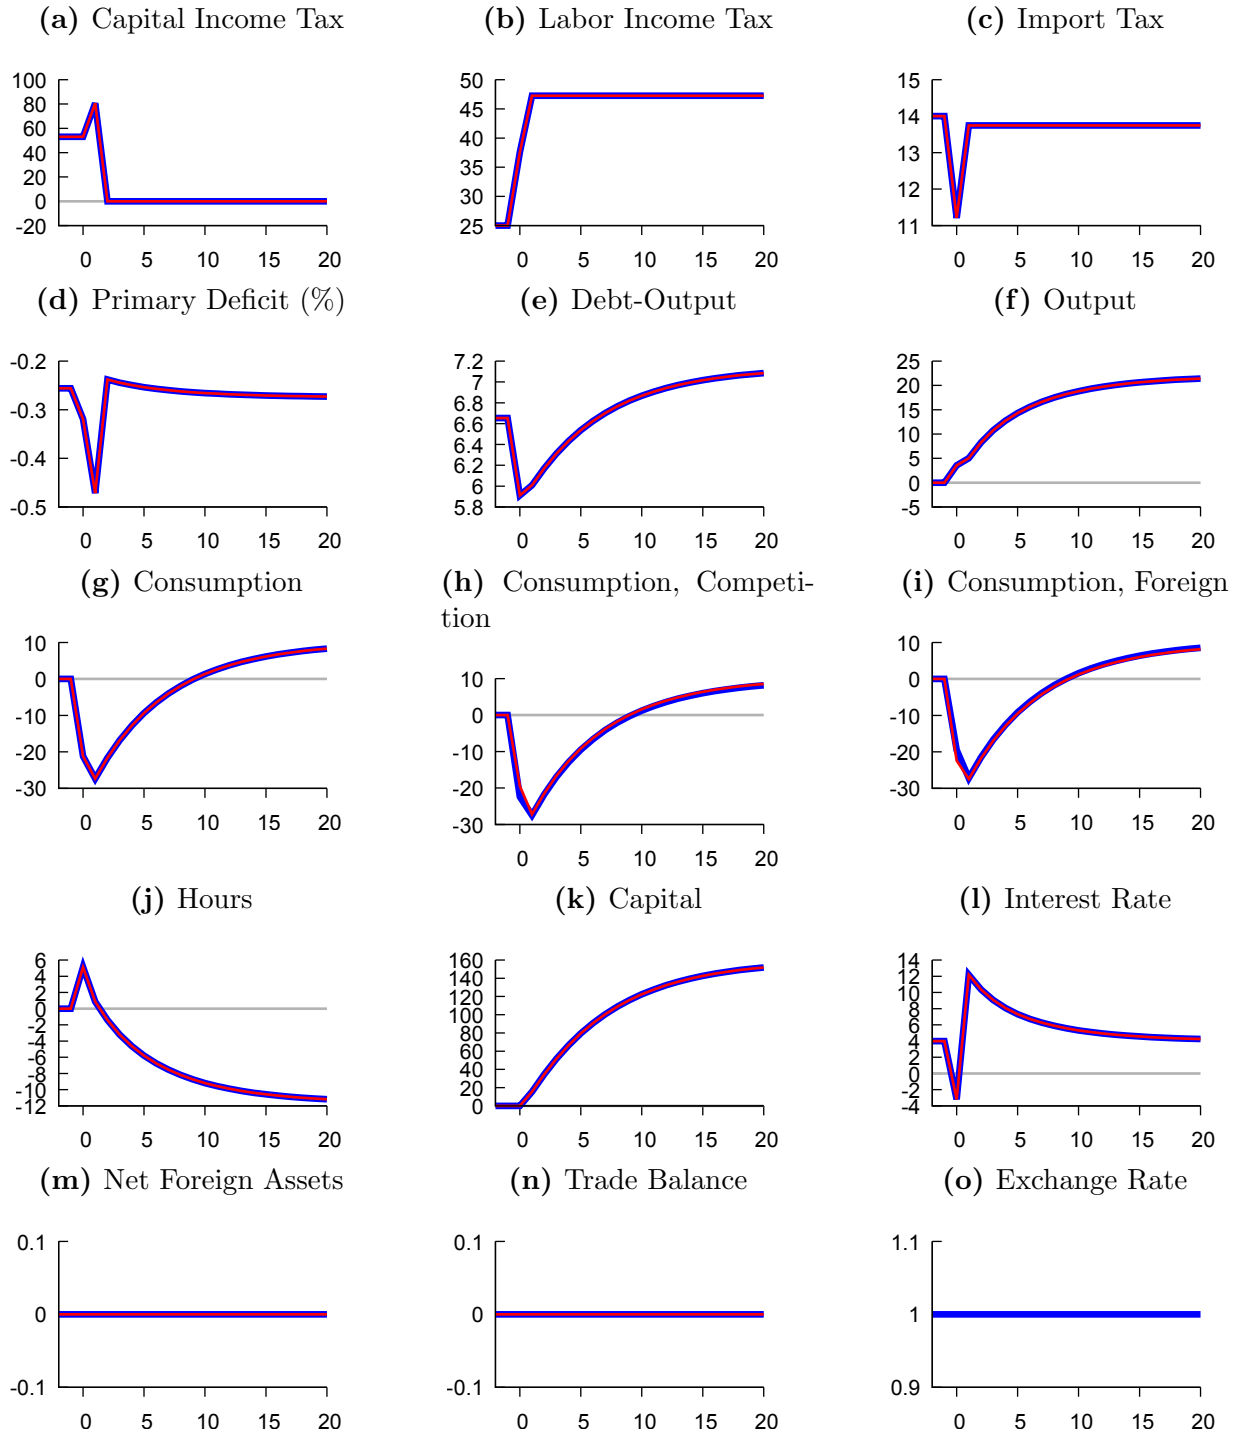 (a) Capital Income Tax
(b) Labor Income Tax
(c) Import Tax
100
80
60
40
20
0
-20
0 5 10 15 20
50
45
40
35
30
25
0 5 10 15 20
15
14
13
12
11
0 5 10 15 20
(d) Primary Deficit (%)
(e) Debt-Output
(f) Output
-0.2
-0.3
-0.4
-0.5
0 5 10 15 20
7.2
7
6.8
6.6
6.4
6.2
6
5.8
0 5 10 15 20
25
20
15
10
5
0
-5
0 5 10 15 20
(g) Consumption
(h) Consumption, Competi-
tion
(i) Consumption, Foreign
10
0
-10
-20
-30
0 5 10 15 20
10
0
-10
-20
-30
0 5 10 15 20
10
0
-10
-20
-30
0 5 10 15 20
(j) Hours
(k) Capital
(l) Interest Rate
6
4
2
0
-2
-4
-6
-8
-10
-12
0 5 10 15 20
160
140
120
100
80
60
40
20
0
0 5 10 15 20
14
12
10
8
6
4
2
0
-2
-4
0 5 10 15 20
(m) Net Foreign Assets
(n) Trade Balance
(o) Exchange Rate
0.1
0
-0.1
0 5 10 15 20
0.1
0
-0.1
0 5 10 15 20
1.1
1
0.9
0 5 10 15 20